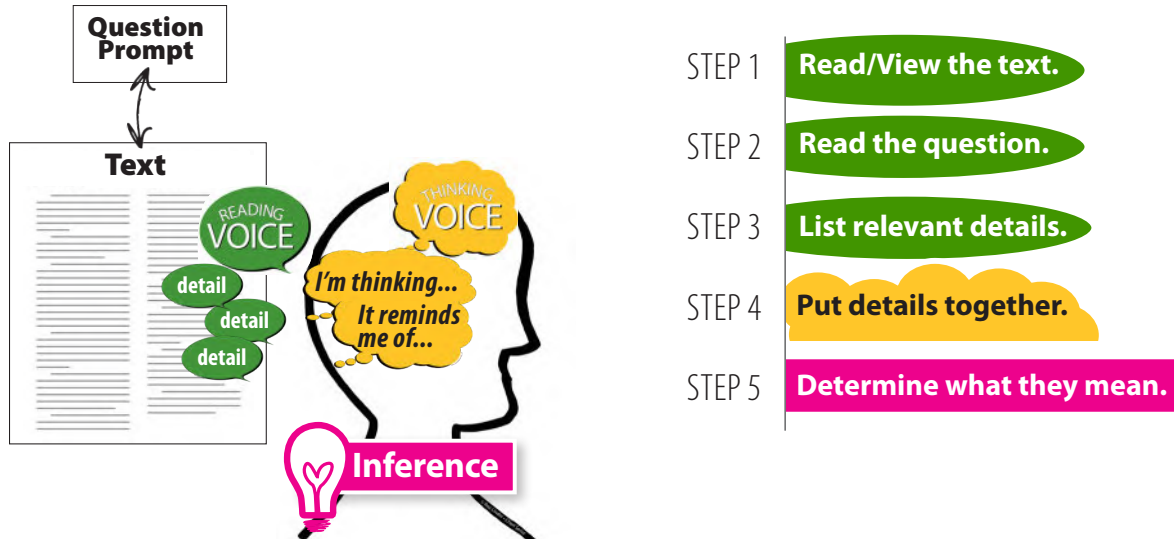 Question
Prompt
Text
READING
VOICE
detail
detail
detail
THINKING
VOICE
I'm thinking...
It reminds
me of...
Inference
STEP 1
Read/View the text.
STEP 2
Read the question.
STEP 3
List relevant details.
STEP 4
Put details together.
STEP 5
Determine what they mean.